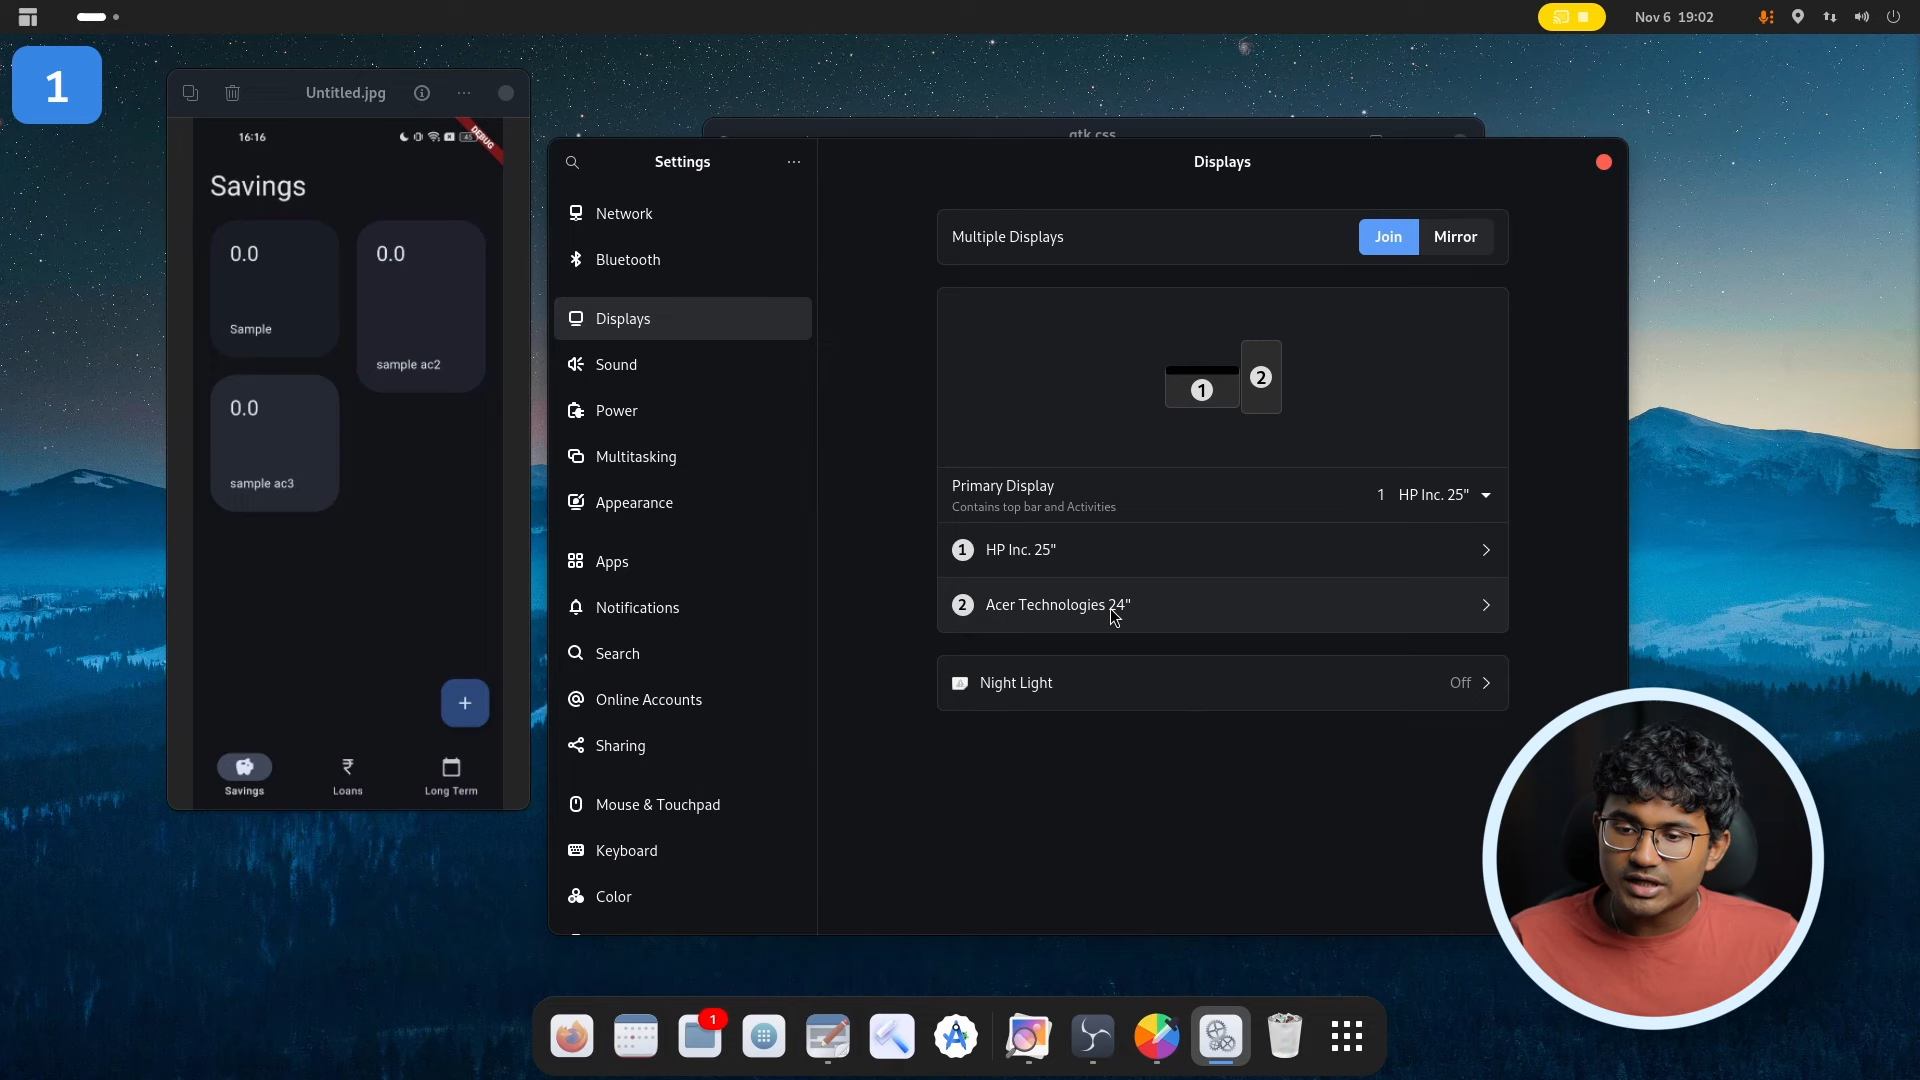 Nov 6 19:02
1
Untitled.jpg
16:16
45
DEBUG
Savings
0.0
Sample
0.0
sample ac2
0.0
sample ac3
+
Savings
₹
Loans
Long Term
gtk.css
Settings
Network
Bluetooth
Displays
Sound
Power
Multitasking
Appearance
Apps
Notifications
Search
Online Accounts
Sharing
Mouse & Touchpad
Keyboard
Color
Displays
Multiple Displays
Join
Mirror
1
2
Primary Display
Contains top bar and Activities
1 HP Inc. 25"
1 HP Inc. 25"
2 Acer Technologies 24"
Night Light
Off
1